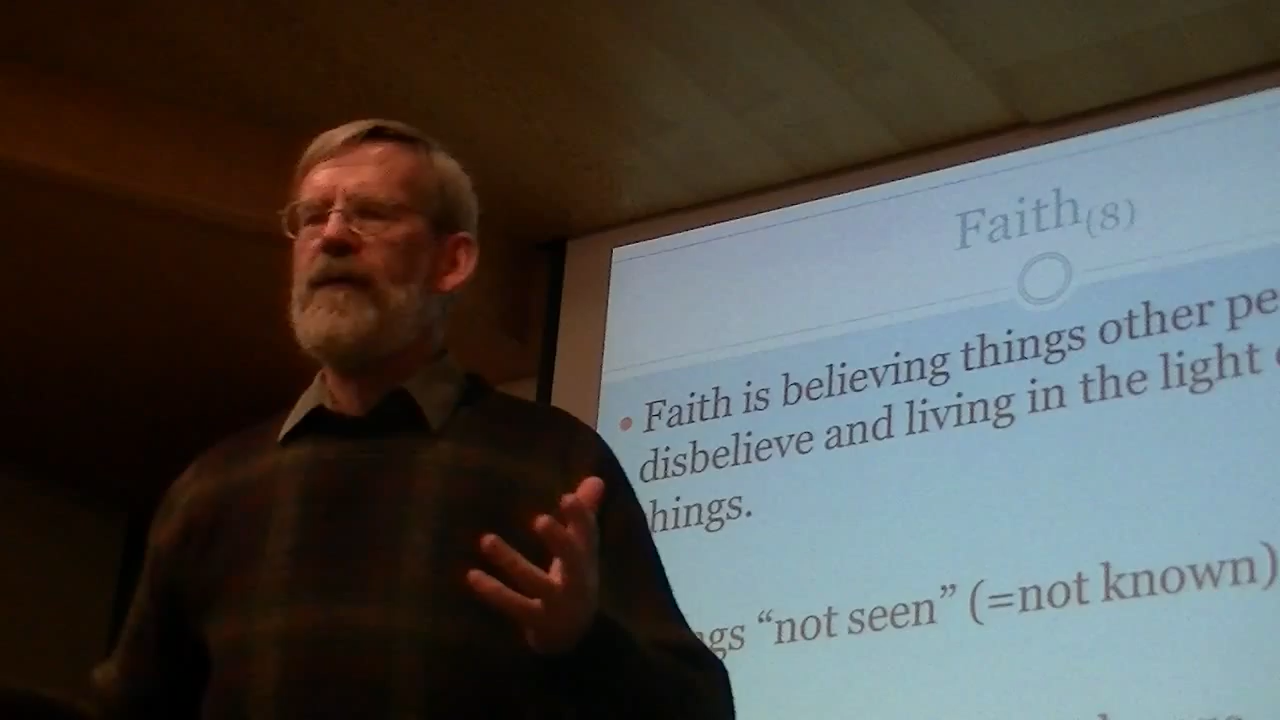 Faith(8)
• Faith is believing things other pe
disbelieve and living in the light
hings.
gs “not seen” (=not known)